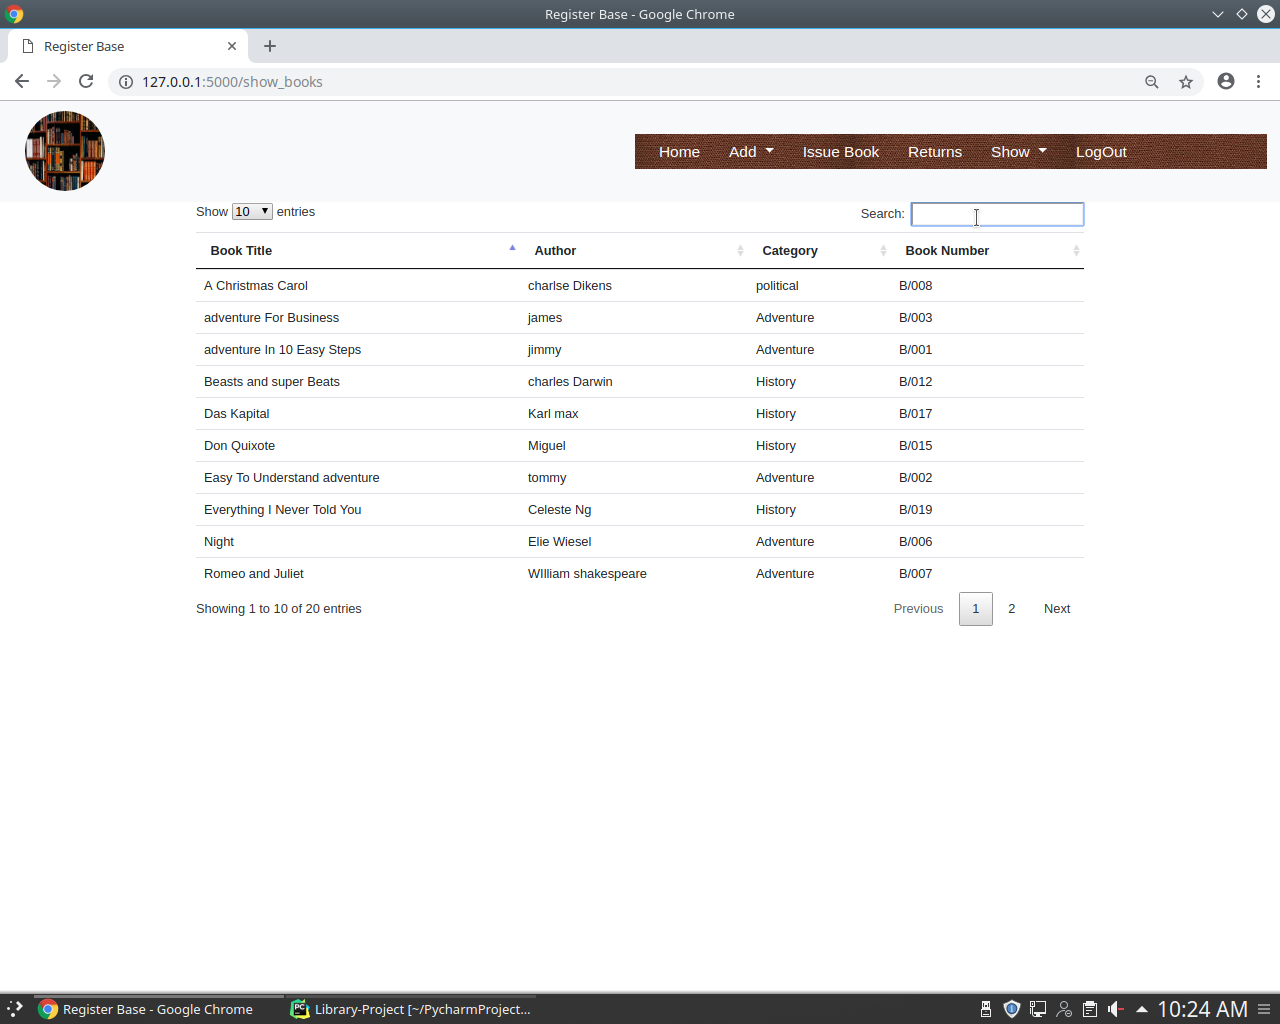 Register Base - Google Chrome
Register Base
127.0.0.1:5000/show_books
Home Add Issue Book Returns Show LogOut
Show 10 entries Search:
Book Title Author Category Book Number
A Christmas Carol charlse Dikens political B/008
adventure For Business james Adventure B/003
adventure In 10 Easy Steps jimmy Adventure B/001
Beasts and super Beats charles Darwin History B/012
Das Kapital Karl max History B/017
Don Quixote Miguel History B/015
Easy To Understand adventure tommy Adventure B/002
Everything I Never Told You Celeste Ng History B/019
Night Elie Wiesel Adventure B/006
Romeo and Juliet WIlliam shakespeare Adventure B/007
Showing 1 to 10 of 20 entries Previous 1 2 Next
Register Base - Google Chrome PC Library-Project [~/PycharmProject... 10:24 AM